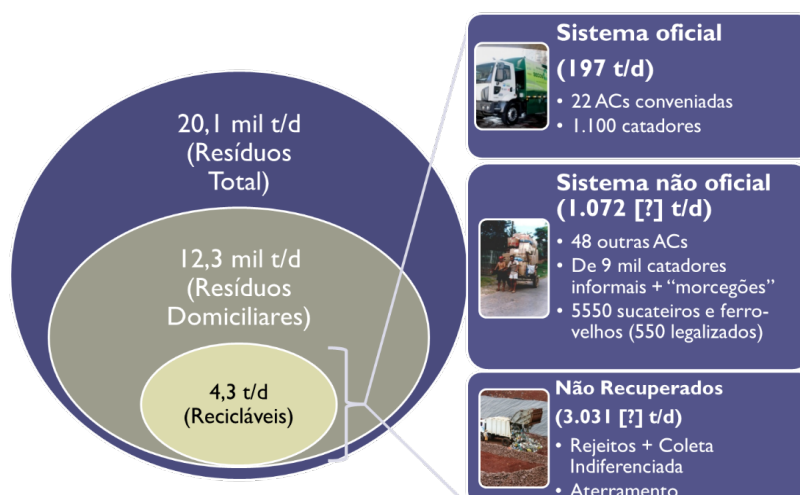 20,1 mil t/d
(Resíduos
Total)
12,3 mil t/d
(Resíduos
Domiciliares)
4,3 t/d
(Recicláveis)
Sistema oficial
(197 t/d)
• 22 ACs conveniadas
• 1.100 catadores
Sistema não oficial
(1.072 [?] t/d)
• 48 outras ACs
• De 9 mil catadores
informais + “morcegões”
• 5550 sucateiros e ferro-
velhos (550 legalizados)
Não Recuperados
(3.031 [?] t/d)
• Rejeitos + Coleta
Indiferenciada
• Aterramento